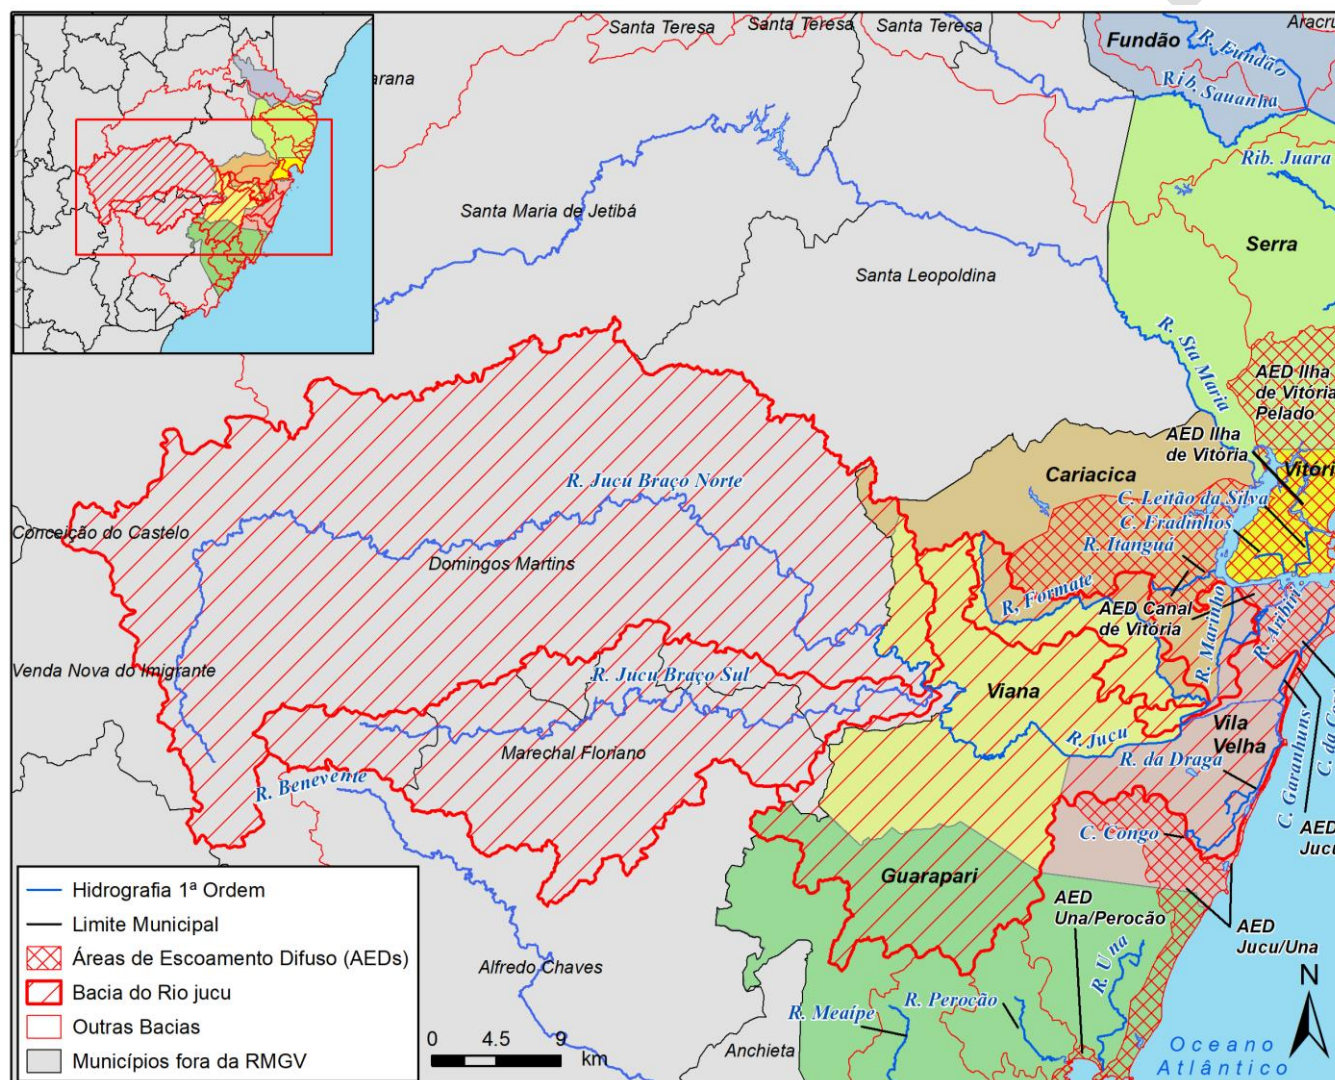 Santa Teresa
Santa Teresa
Santa Teresa
Aracru
Fundão
R. Fundão
arana
Rib. Sauanha
Rib. Juara
Santa Maria de Jetibá
Serra
Santa Leopoldina
R. Sta Maria
AED Ilha
de Vitória
Pelado
AED Ilha
de Vitória
Cariacica
Vitóri
R. Jucú Braço Norte
C. Leitão da Silva
C. Fradinhos
Conceição do Castelo
R. Itanguá
Domingos Martins
R, Formate
AED Canal
de Vitória
R. Marinho
R. Aribiri
Venda Nova do Imigrante
R. Jucu Braço Sul
Viana
Marechal Floriano
R. Jucu
Vila
Velha
R. da Draga
C. Garanhuns
C. da Co
R. Benevente
C. Congo
AED
Jucu
Guarapari
AED
Una/Perocão
AED
Jucu/Una
R. Una
Alfredo Chaves
R. Meaípe
R. Perocão
Anchieta
N
Oceano
Atlântico
0 4.5 9
km
Hidrografia 1ª Ordem
Limite Municipal
Áreas de Escoamento Difuso (AEDs)
Bacia do Rio jucu
Outras Bacias
Municípios fora da RMGV